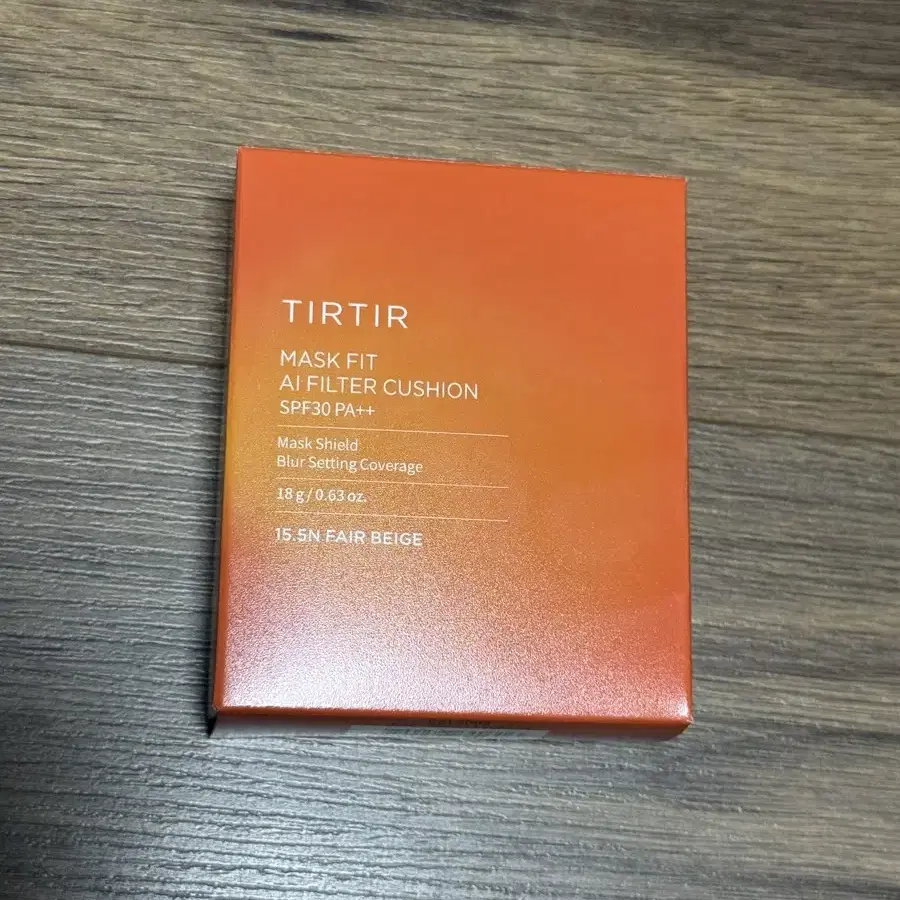 TIRTIR
MASK FIT
AI FILTER CUSHION
SPF30 PA++
Mask Shield
Blur Setting Coverage
18 g / 0.63 oz.
15.5N FAIR BEIGE